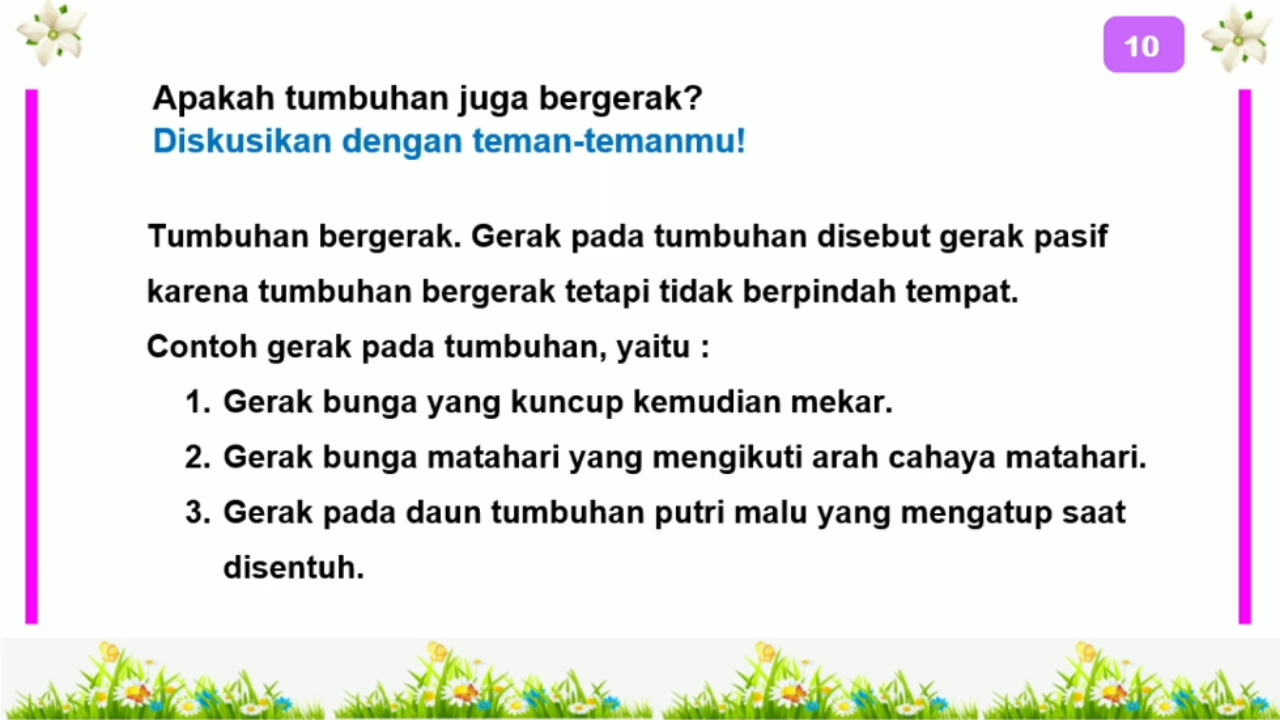 10
Apakah tumbuhan juga bergerak?
Diskusikan dengan teman-temanmu!
Tumbuhan bergerak. Gerak pada tumbuhan disebut gerak pasif
karena tumbuhan bergerak tetapi tidak berpindah tempat.
Contoh gerak pada tumbuhan, yaitu :
1. Gerak bunga yang kuncup kemudian mekar.
2. Gerak bunga matahari yang mengikuti arah cahaya matahari.
3. Gerak pada daun tumbuhan putri malu yang mengatup saat
disentuh.